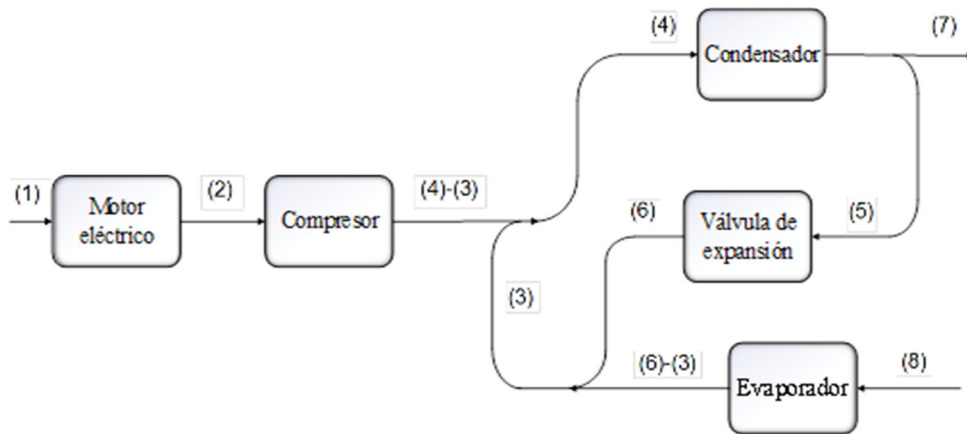 (4)
(7)
Condensador
(1)
(2)
(4)-(3)
Motor
eléctrico
Compresor
(6)
(5)
Válvula de
expansión
(3)
(6)-(3)
(8)
Evaporador